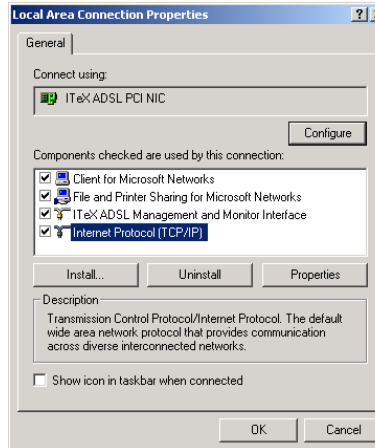 Local Area Connection Properties
General
Connect using:
ITeX ADSL PCI NIC
Configure
Components checked are used by this connection:
Client for Microsoft Networks
File and Printer Sharing for Microsoft Networks
ITeX ADSL Management and Monitor Interface
Internet Protocol (TCP/IP)
Install... Uninstall Properties
Description
Transmission Control Protocol/Internet Protocol. The default
wide area network protocol that provides communication
across diverse interconnected networks.
Show icon in taskbar when connected
OK Cancel